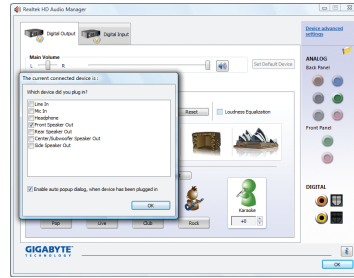 Realtek HD Audio Manager
Digital Output
Digital Input
Device advanced
settings
Main Volume
L
R
Set Default Device
ANALOG
Back Panel
The current connected device is :
Which device did you plug in?
Line In
Mic In
Headphone
Front Speaker Out
Rear Speaker Out
Center/Subwoofer Speaker Out
Side Speaker Out
Enable auto popup dialog, when device has been plugged in
OK
Reset
Loudness Equalization
Front Panel
DIGITAL
Karaoke
+0
Pop
Live
Club
Rock
GIGABYTE
TECHNOLOGY
OK